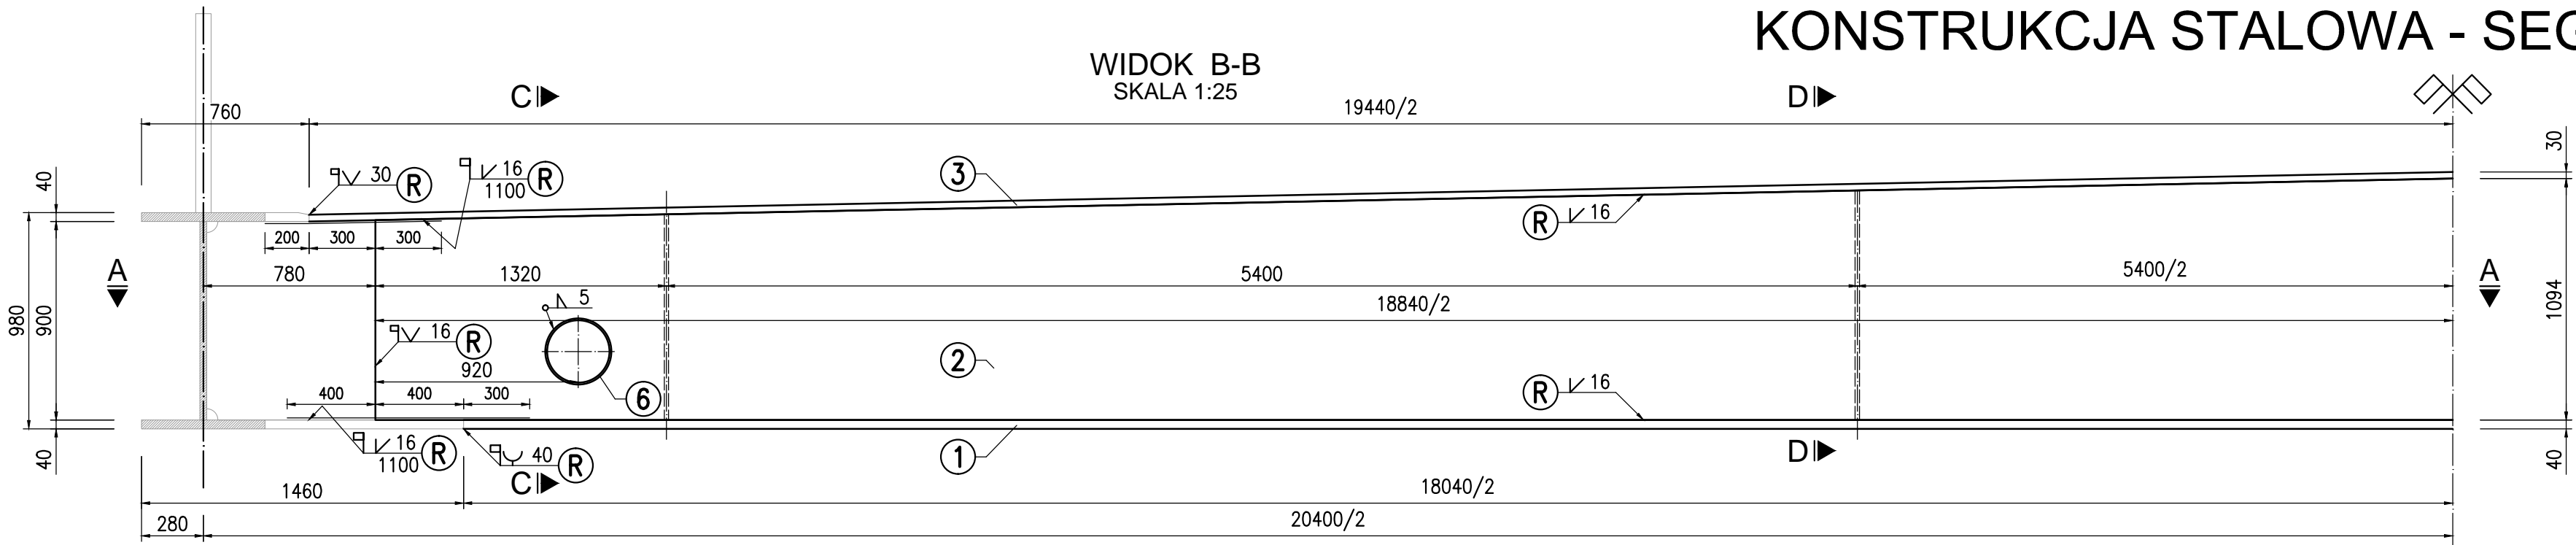 KONSTRUKCJA STALOWA - SEG
WIDOK B-B
SKALA 1:25
C
D
760
19440/2
30
40
30
R
16
1100
R
3
R
16
200
300
300
A
780
1320
5400
5400/2
A
980
900
5
18840/2
1094
16
R
2
920
6
400
400
300
R
16
16
1100
R
40
R
1
D
C
40
40
1460
18040/2
280
20400/2